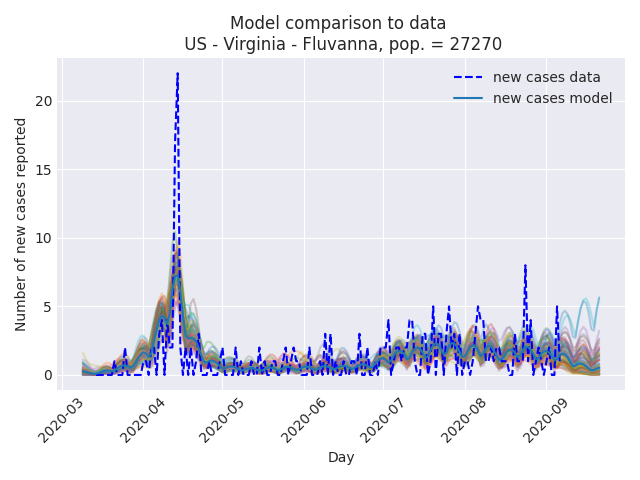 Model comparison to data
US - Virginia - Fluvanna, pop. = 27270
new cases data
new cases model
Number of new cases reported
20
15
10
5
0
2020-03
2020-04
2020-05
2020-06
2020-07
2020-08
2020-09
Day